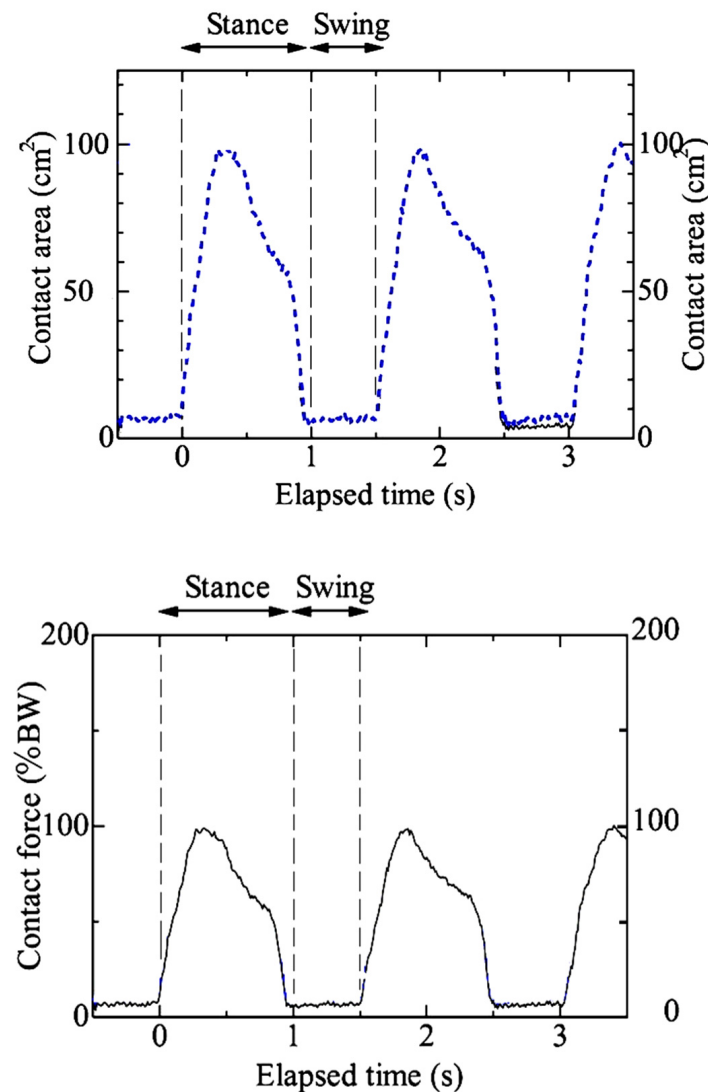 Stance Swing
Contact area (cm²)
100
50
0
100
50
0
Contact area (cm²)
0 1 2 3
Elapsed time (s)
Stance Swing
Contact force (%BW)
200
100
0
200
100
0
0 1 2 3
Elapsed time (s)